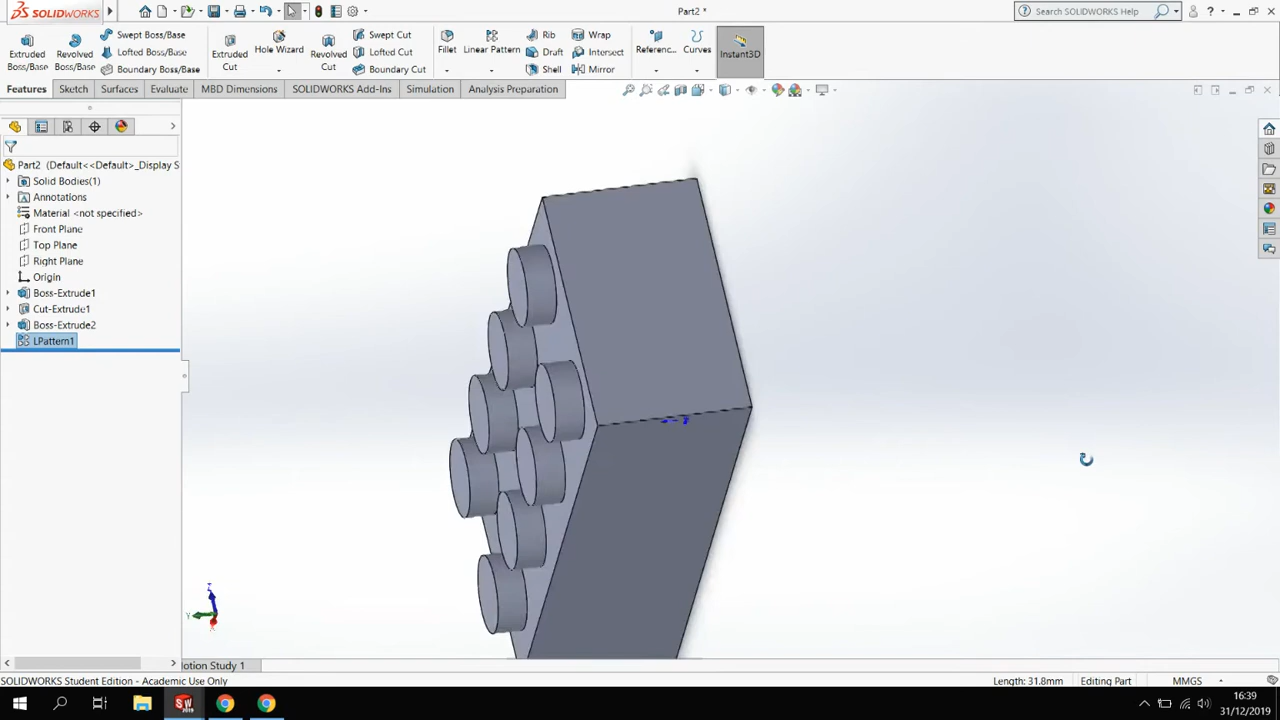 SOLIDWORKS
Part2 *
Search SOLIDWORKS Help
Extruded Boss/Base
Revolved Boss/Base
Swept Boss/Base
Lofted Boss/Base
Boundary Boss/Base
Extruded Cut
Hole Wizard
Revolved Cut
Swept Cut
Lofted Cut
Boundary Cut
Fillet
Linear Pattern
Rib
Draft
Shell
Wrap
Intersect
Mirror
Referenc...
Curves
Instant3D
Features
Sketch
Surfaces
Evaluate
MBD Dimensions
SOLIDWORKS Add-Ins
Simulation
Analysis Preparation
Part2 (Default<<Default>_Display S
Solid Bodies(1)
Annotations
Material <not specified>
Front Plane
Top Plane
Right Plane
Origin
Boss-Extrude1
Cut-Extrude1
Boss-Extrude2
LPattern1
Z
Y
X
otion Study 1
SOLIDWORKS Student Edition - Academic Use Only
Length: 31.8mm
Editing Part
MMGS
SW
2019
16:39
31/12/2019